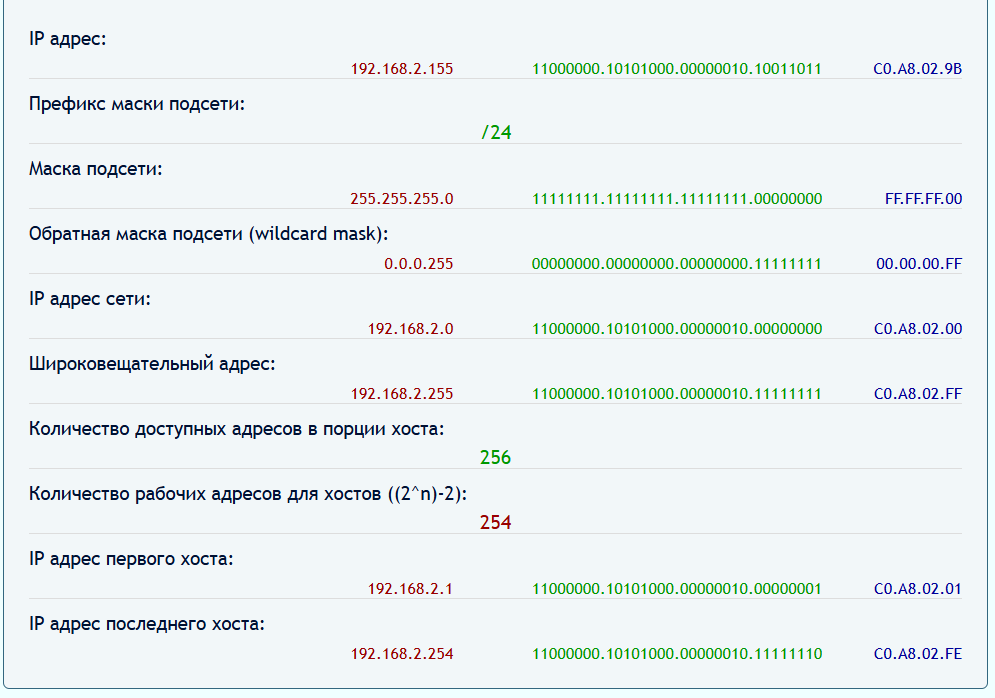 IP адрес:
192.168.2.155 11000000.10101000.00000010.10011011 C0.A8.02.9B
Префикс маски подсети:
/24
Маска подсети:
255.255.255.0 11111111.11111111.11111111.00000000 FF.FF.FF.00
Обратная маска подсети (wildcard mask):
0.0.0.255 00000000.00000000.00000000.11111111 00.00.00.FF
IP адрес сети:
192.168.2.0 11000000.10101000.00000010.00000000 C0.A8.02.00
Широковещательный адрес:
192.168.2.255 11000000.10101000.00000010.11111111 C0.A8.02.FF
Количество доступных адресов в порции хоста:
256
Количество рабочих адресов для хостов ((2^n)-2):
254
IP адрес первого хоста:
192.168.2.1 11000000.10101000.00000010.00000001 C0.A8.02.01
IP адрес последнего хоста:
192.168.2.254 11000000.10101000.00000010.11111110 C0.A8.02.FE